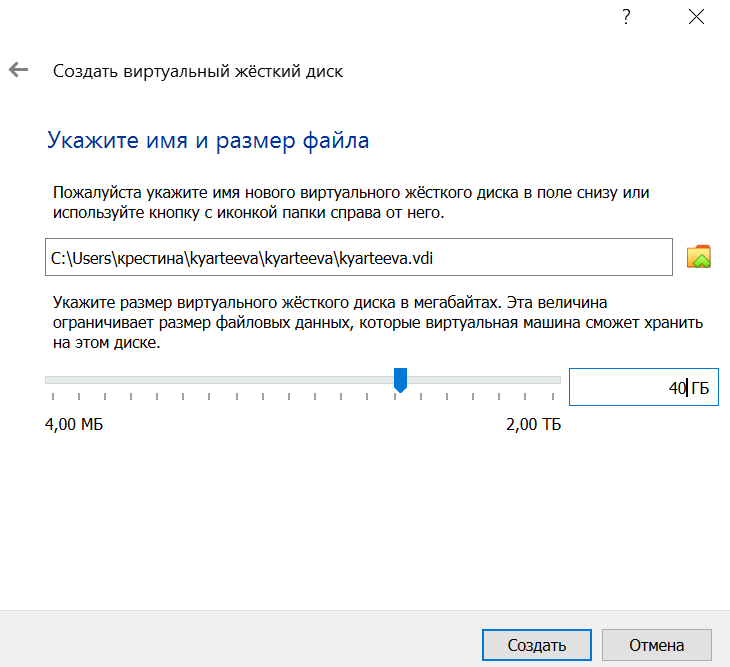 ?
Создать виртуальный жёсткий диск
Укажите имя и размер файла
Пожалуйста укажите имя нового виртуального жёсткого диска в поле снизу или
используйте кнопку с иконкой папки справа от него.
C:\Users\крестина\kyarteeva\kyarteeva\kyarteeva.vdi
Укажите размер виртуального жёсткого диска в мегабайтах. Эта величина
ограничивает размер файловых данных, которые виртуальная машина сможет хранить
на этом диске.
40 ГБ
4,00 МБ 2,00 ТБ
Создать Отмена